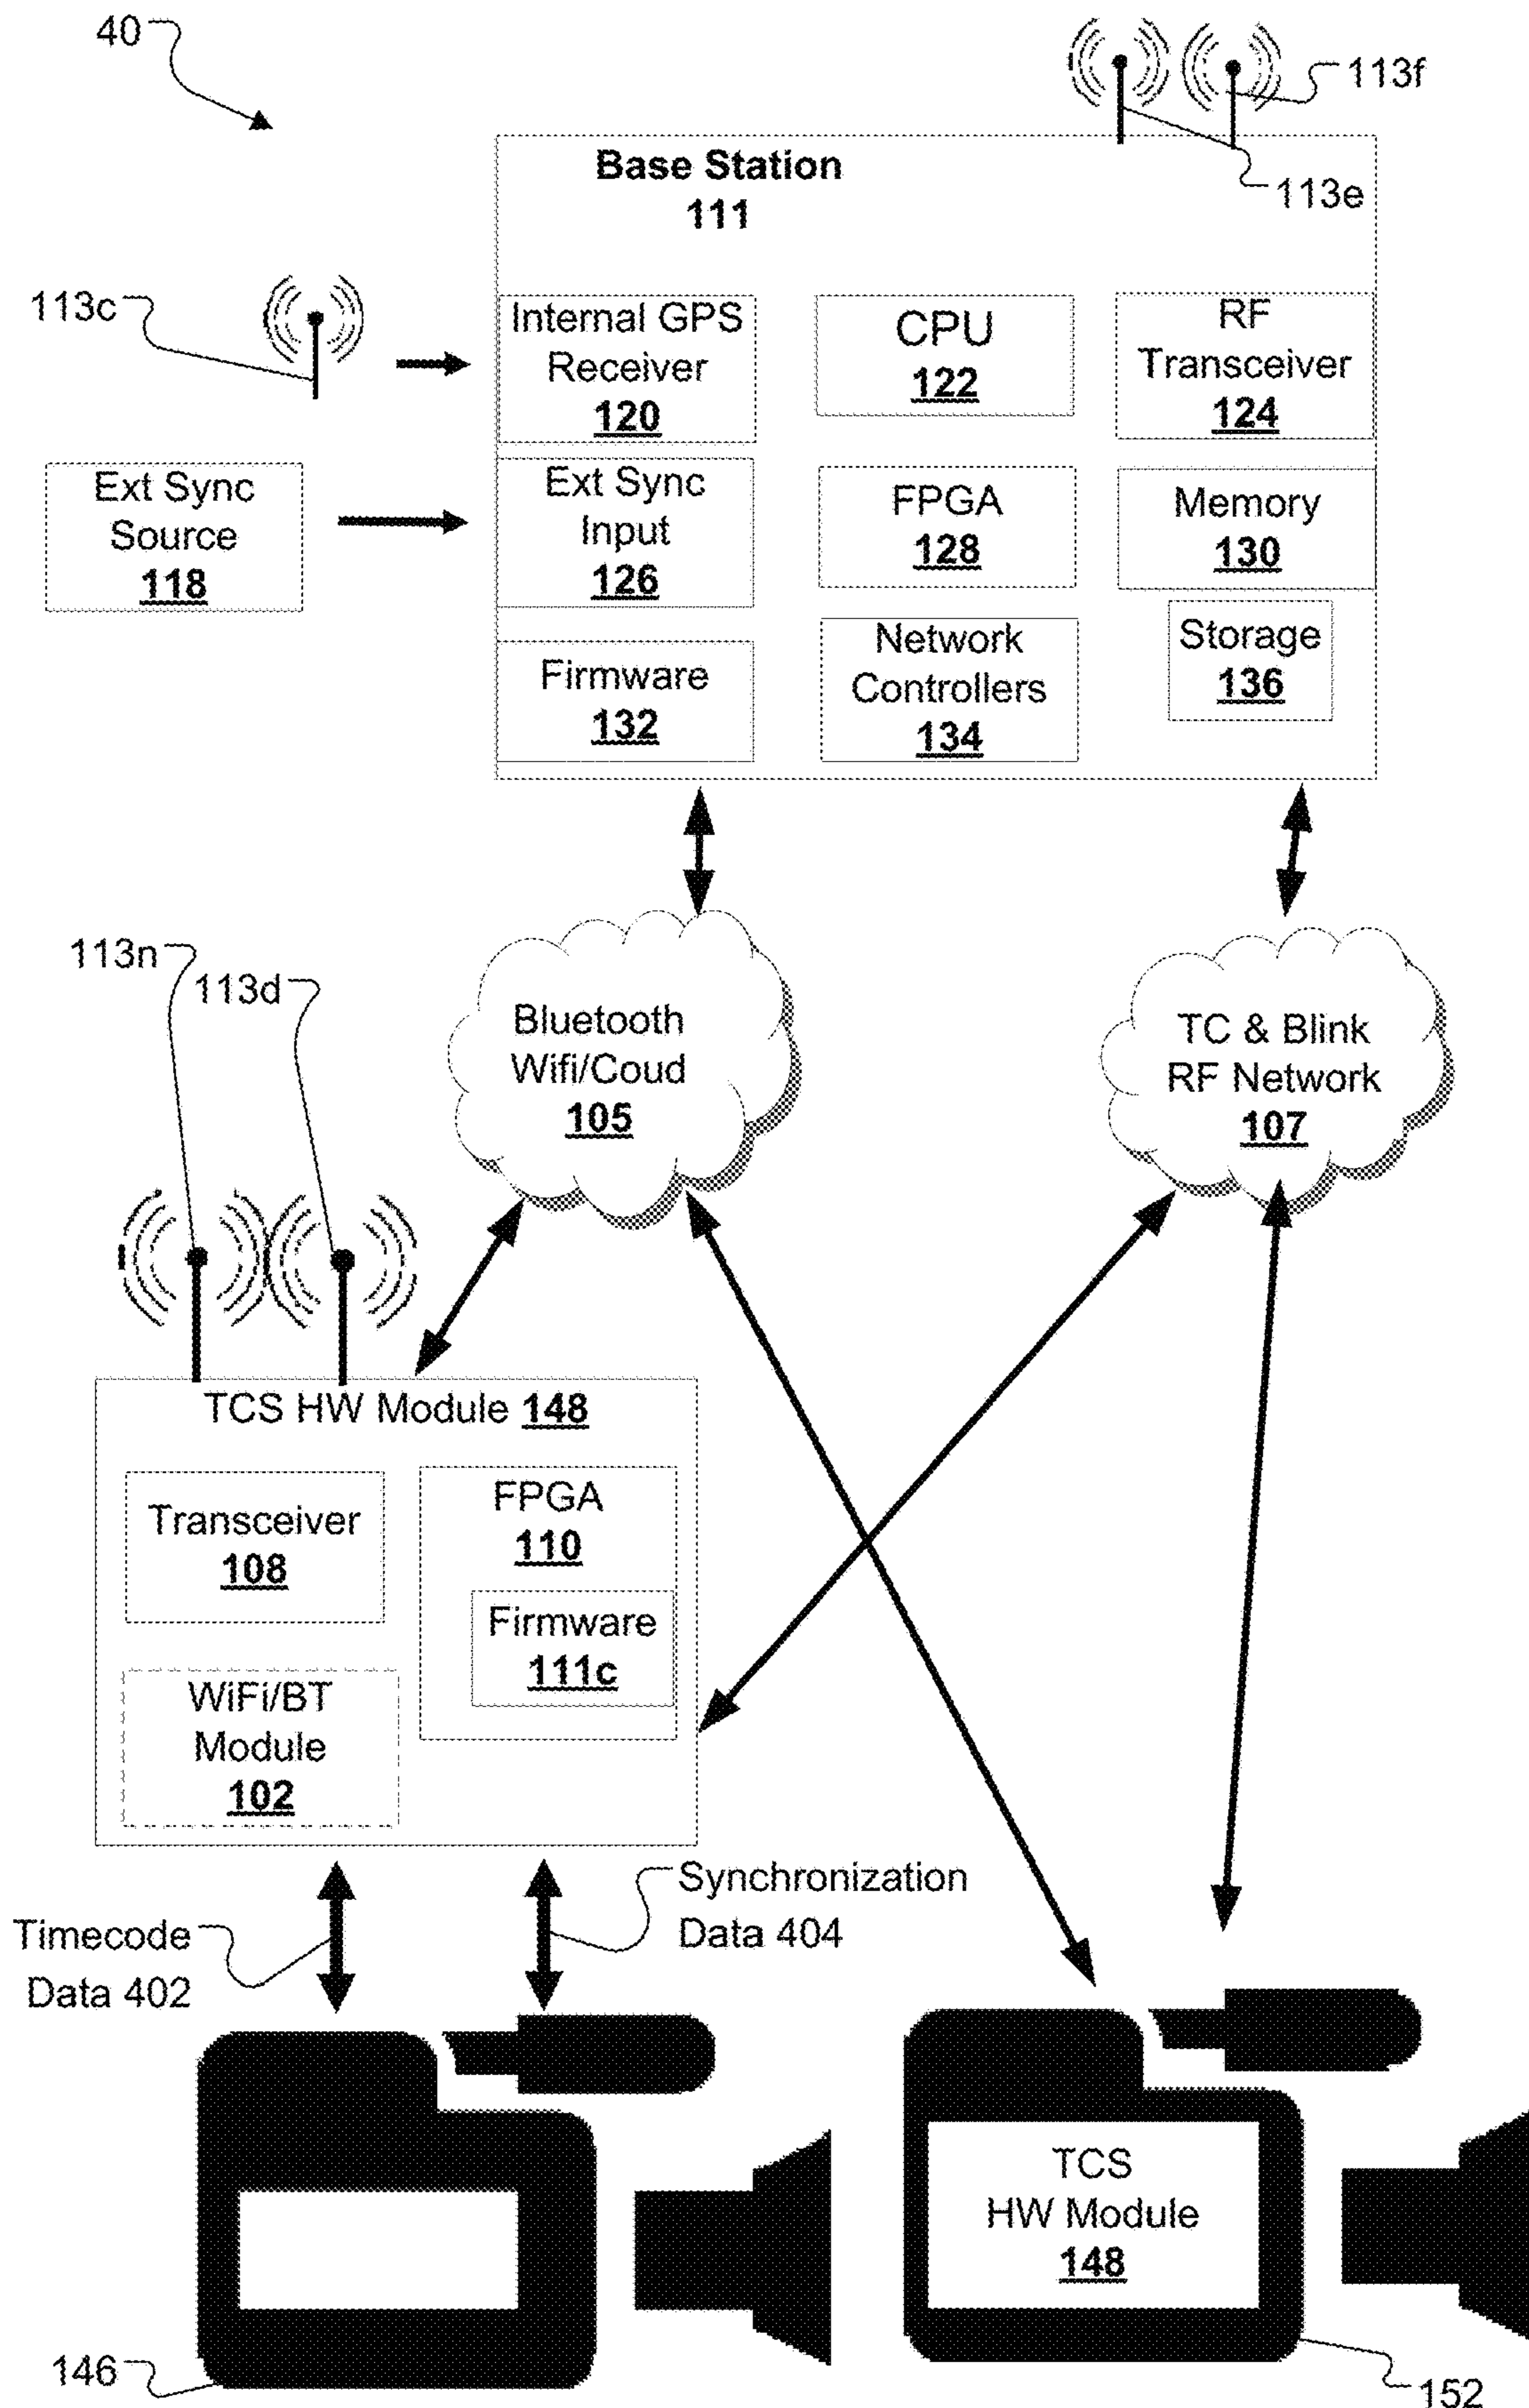 40
113f
Base Station
111
113e
113c
Internal GPS
Receiver
120
CPU
122
RF
Transceiver
124
Ext Sync
Source
118
Ext Sync
Input
126
FPGA
128
Memory
130
Firmware
132
Network
Controllers
134
Storage
136
113n
113d
Bluetooth
Wifi/Coud
105
TC & Blink
RF Network
107
TCS HW Module 148
Transceiver
108
FPGA
110
Firmware
111c
WiFi/BT
Module
102
Timecode
Data 402
Synchronization
Data 404
TCS
HW Module
148
146
152